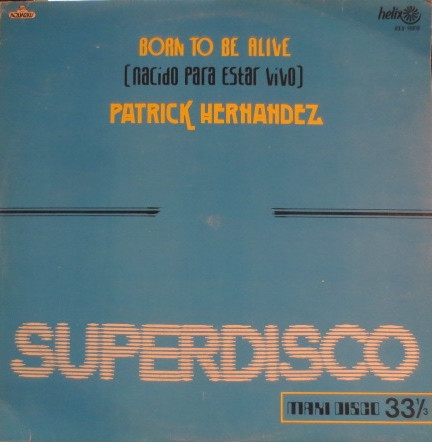 helix
BORN TO BE ALIVE
(NACIDO PARA ESTAR VIVO)
PATRICK HERNANDEZ
SUPERDISCO
MAXI DISCO 33⅓